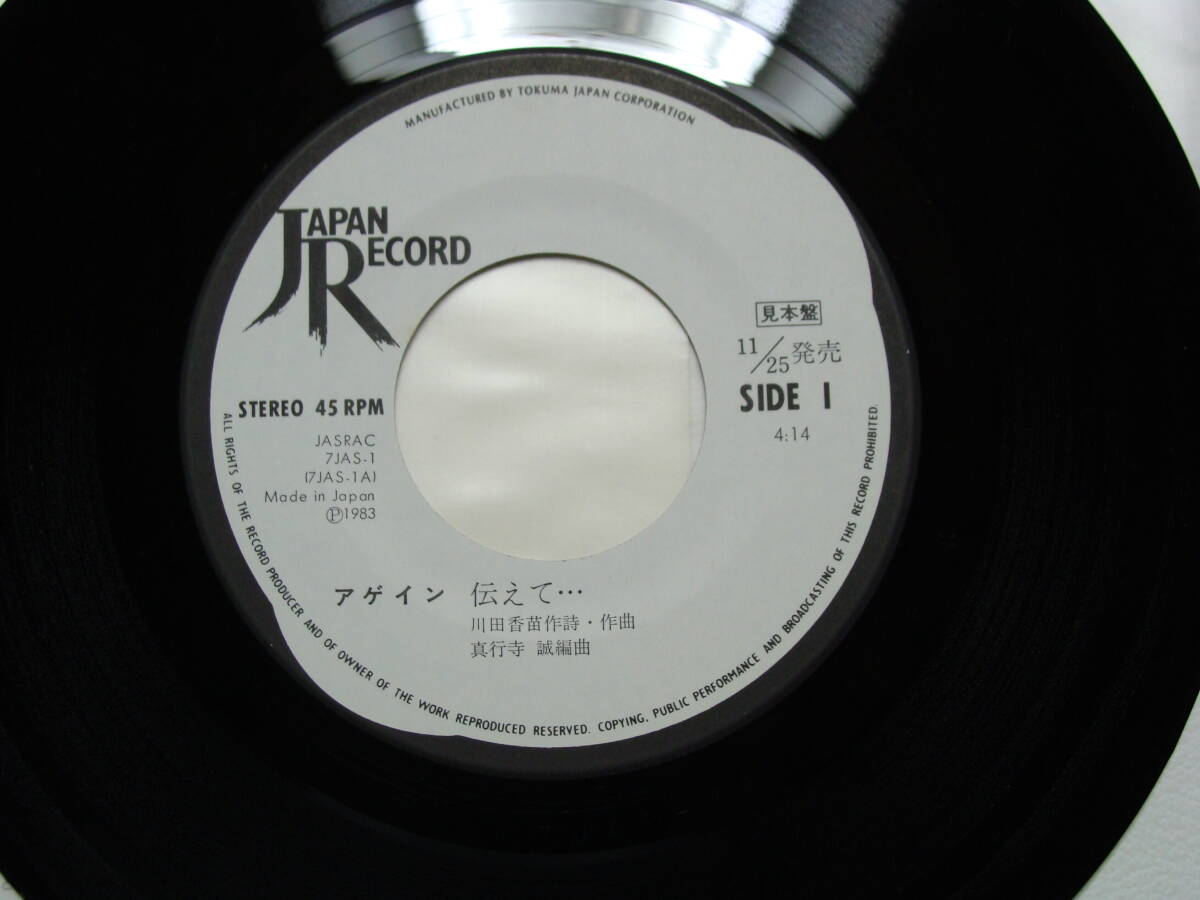 MANUFACTURED BY TOKUMA JAPAN CORPORATION
JAPAN
RECORD
見本盤
11/25発売
SIDE 1
4:14
STEREO 45 RPM
JASRAC
7JAS-1
(7JAS-1A)
Made in Japan
Ⓟ1983
アゲイン 伝えて…
川田香苗作詩・作曲
真行寺 誠編曲
ALL RIGHTS OF THE RECORD PRODUCER AND OF OWNER OF THE WORK REPRODUCED RESERVED. COPYING, PUBLIC PERFORMANCE AND BROADCASTING OF THIS RECORD PROHIBITED.